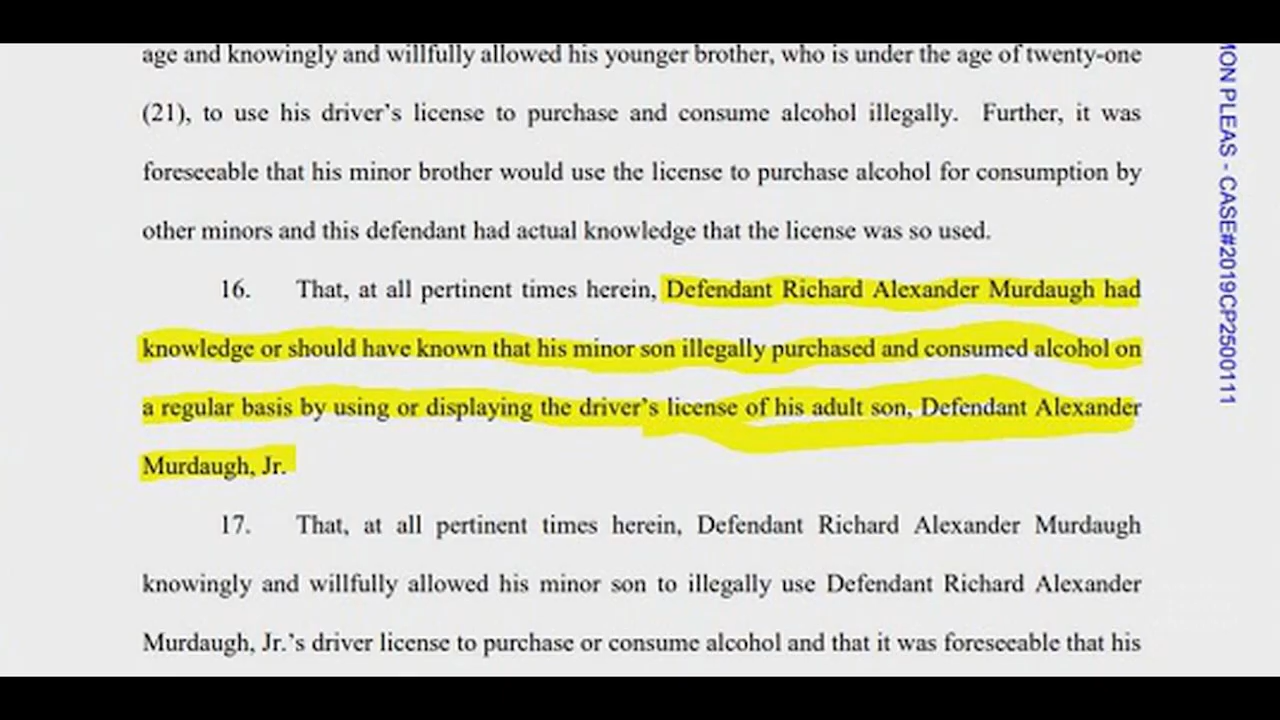 age and knowingly and willfully allowed his younger brother, who is under the age of twenty-one
(21), to use his driver’s license to purchase and consume alcohol illegally. Further, it was
foreseeable that his minor brother would use the license to purchase alcohol for consumption by
other minors and this defendant had actual knowledge that the license was so used.
16. That, at all pertinent times herein, Defendant Richard Alexander Murdaugh had
knowledge or should have known that his minor son illegally purchased and consumed alcohol on
a regular basis by using or displaying the driver’s license of his adult son, Defendant Alexander
Murdaugh, Jr.
17. That, at all pertinent times herein, Defendant Richard Alexander Murdaugh
knowingly and willfully allowed his minor son to illegally use Defendant Richard Alexander
Murdaugh, Jr.’s driver license to purchase or consume alcohol and that it was foreseeable that his
MON PLEAS - CASE#2019CP2500111